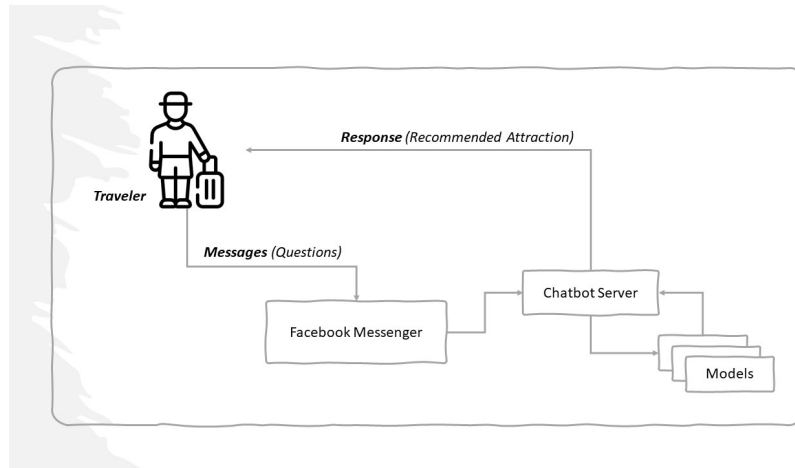 Response (Recommended Attraction)
Traveler
Messages (Questions)
Chatbot Server
Facebook Messenger
Models